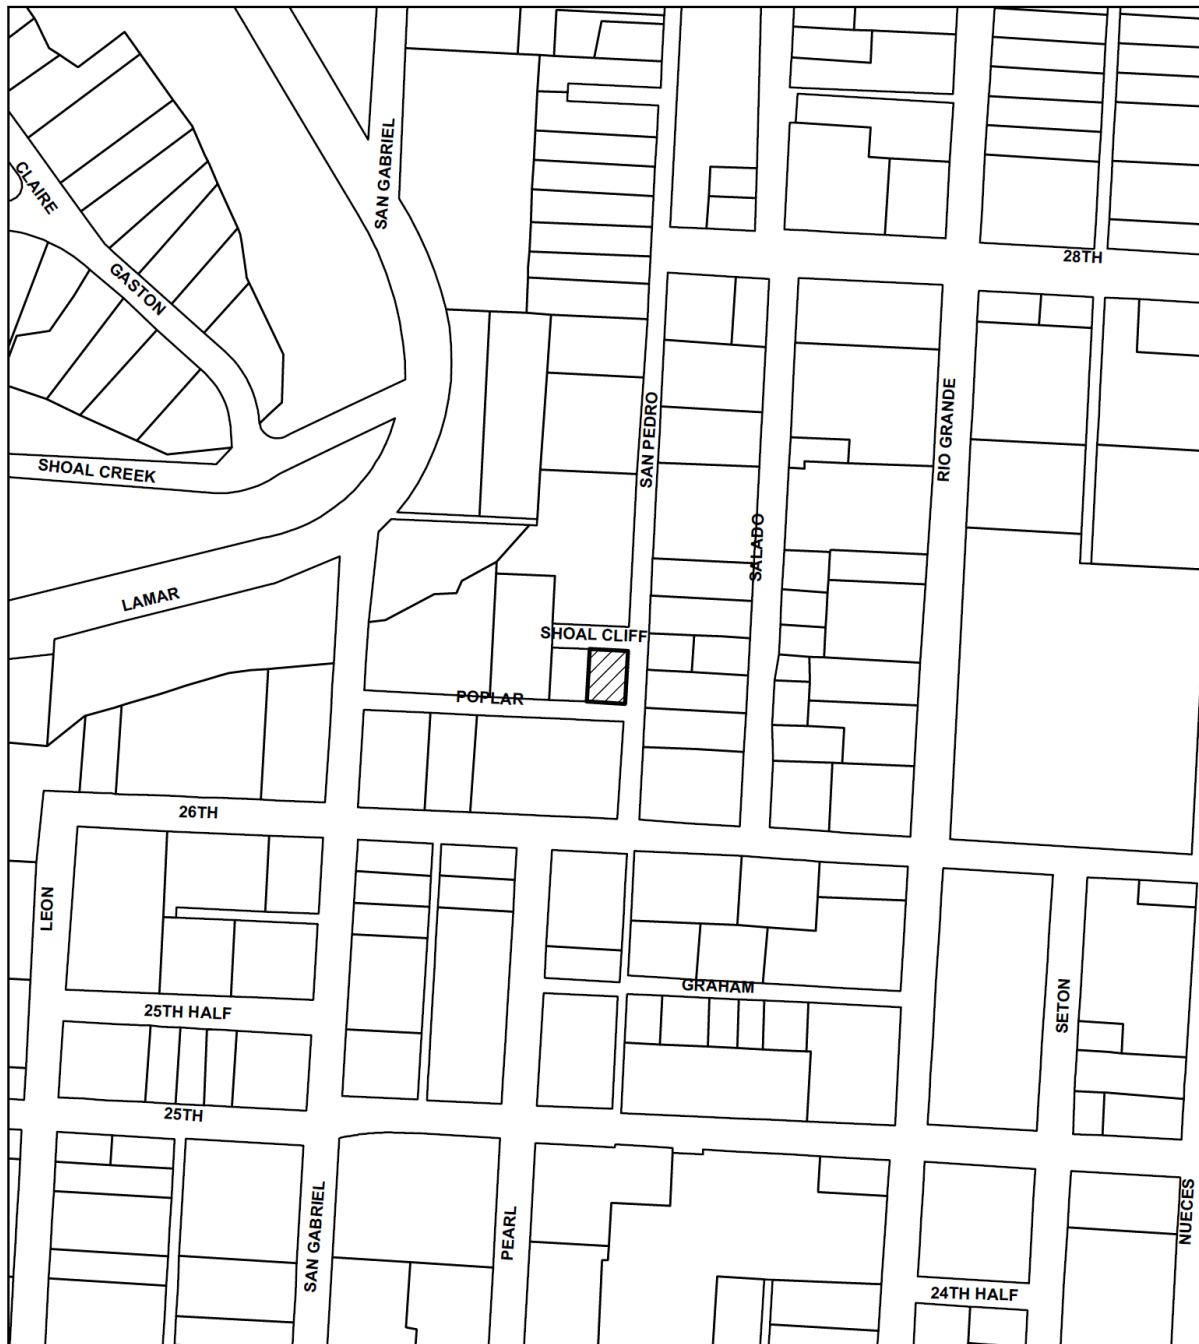 SAN GABRIEL
CLAIRE
28TH
GASTON
SAN PEDRO
RIO GRANDE
SHOAL CREEK
SALADO
LAMAR
SHOAL CLIFF
POPLAR
26TH
LEON
GRAHAM
SETON
25TH HALF
25TH
SAN GABRIEL
PEARL
NUECES
24TH HALF